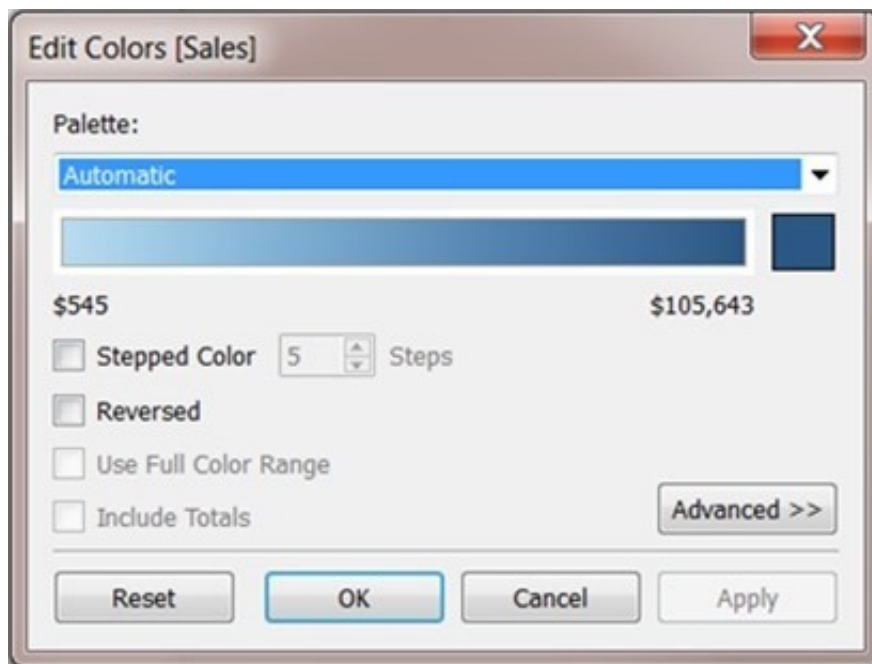 Edit Colors [Sales]
Palette:
Automatic
$545 $105,643
Stepped Color 5 Steps
Reversed
Use Full Color Range
Include Totals
Advanced >>
Reset OK Cancel Apply